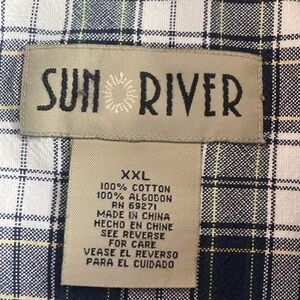 SUN RIVER
XXL
100% COTTON
100% ALGODON
RN 69271
MADE IN CHINA
HECHO EN CHINE
SEE REVERSE
FOR CARE
VEASE EL REVERSO
PARA EL CUIDADO